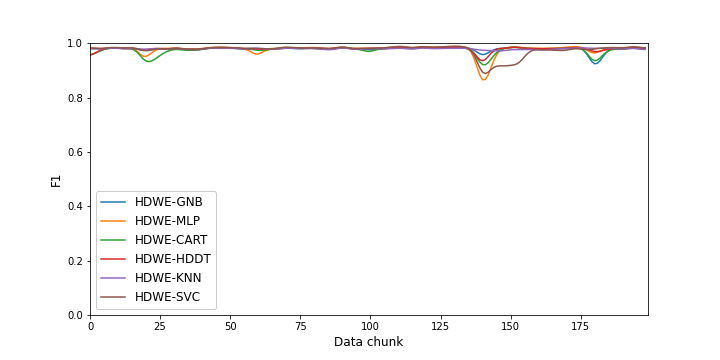 1.0
0.8
0.6
0.4
0.2
0.0
F1
HDWE-GNB
HDWE-MLP
HDWE-CART
HDWE-HDDT
HDWE-KNN
HDWE-SVC
0 25 50 75 100 125 150 175
Data chunk